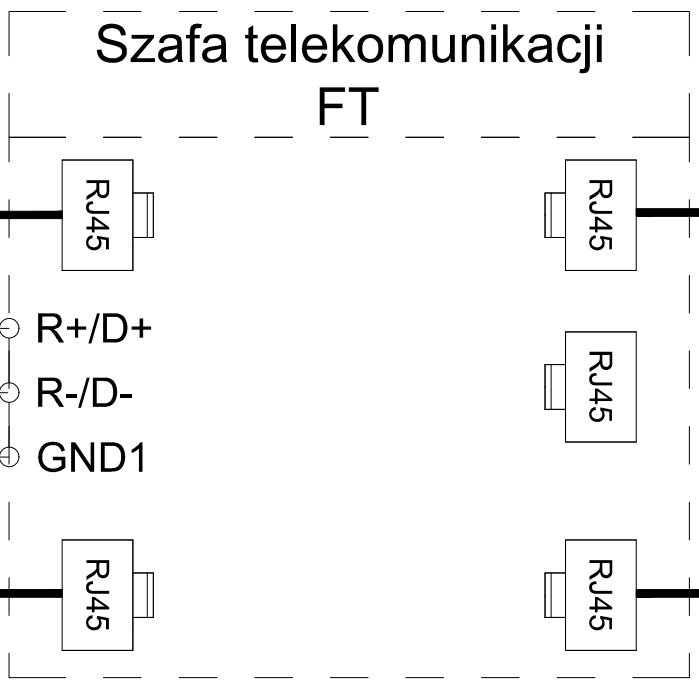 Szafa telekomunikacji
FT
RJ45
RJ45
R+/D+
RJ45
R-/D-
GND1
RJ45
RJ45